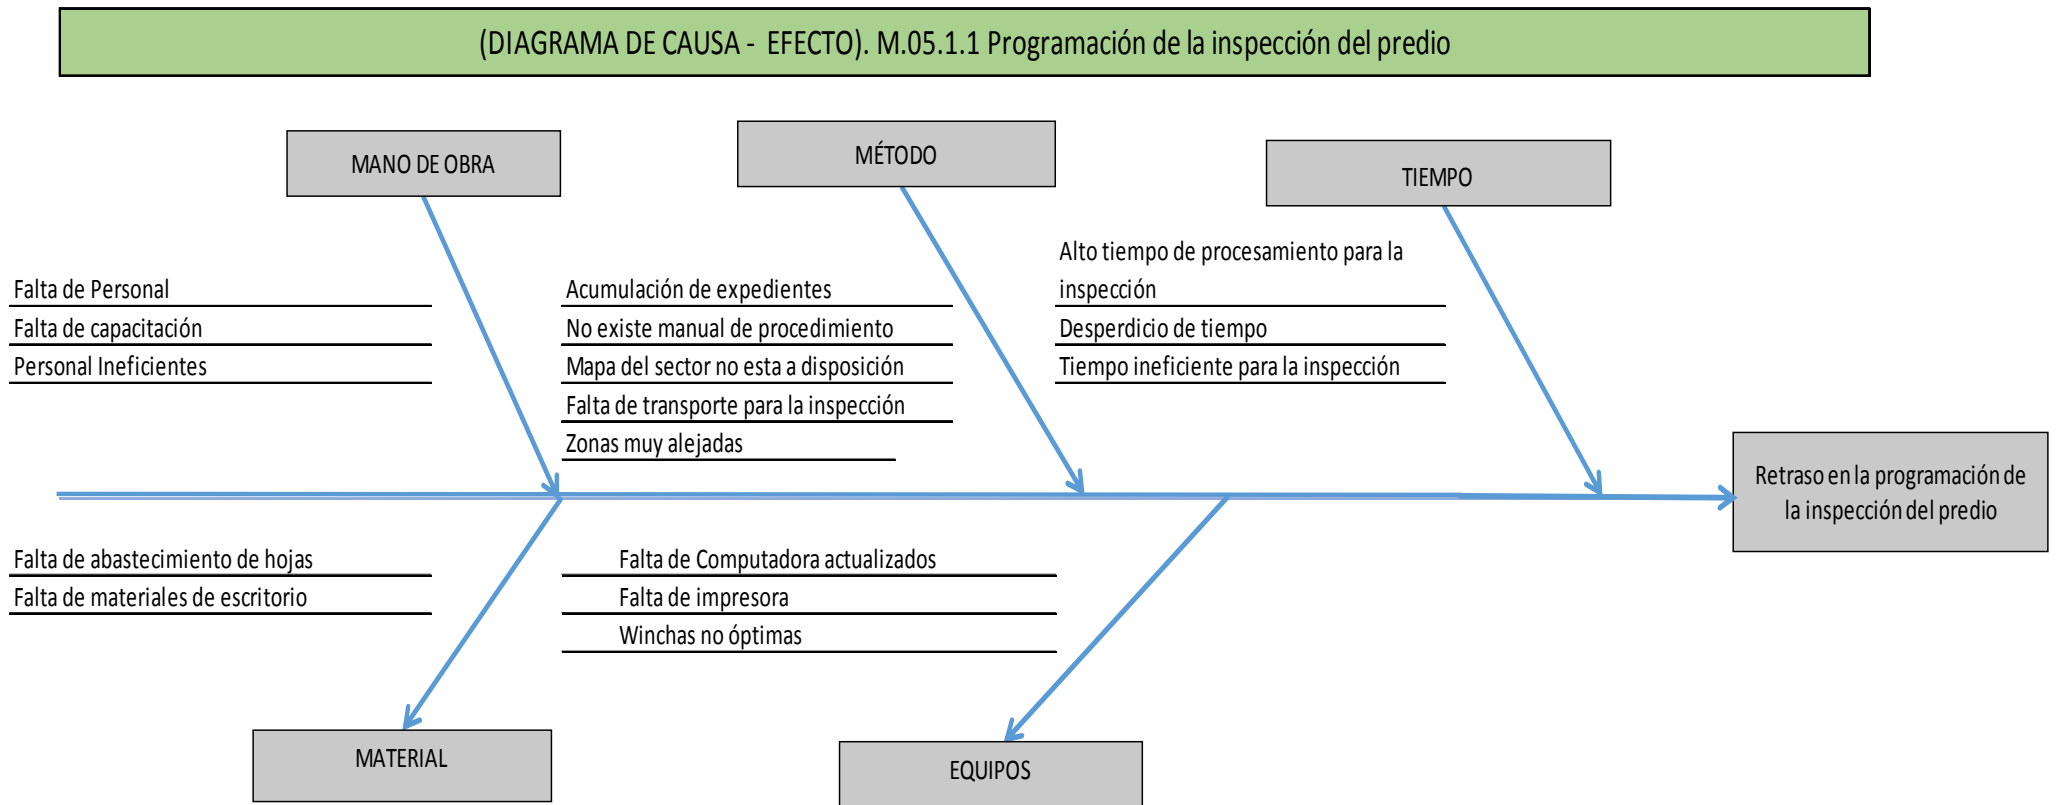 (DIAGRAMA DE CAUSA - EFECTO). M.05.1.1 Programación de la inspección del predio
MANO DE OBRA
MÉTODO
TIEMPO
Falta de Personal
Falta de capacitación
Personal Ineficientes
Acumulación de expedientes
No existe manual de procedimiento
Mapa del sector no esta a disposición
Falta de transporte para la inspección
Zonas muy alejadas
Alto tiempo de procesamiento para la
inspección
Desperdicio de tiempo
Tiempo ineficiente para la inspección
Retraso en la programación de
la inspección del predio
Falta de abastecimiento de hojas
Falta de materiales de escritorio
Falta de Computadora actualizados
Falta de impresora
Winchas no óptimas
MATERIAL
EQUIPOS